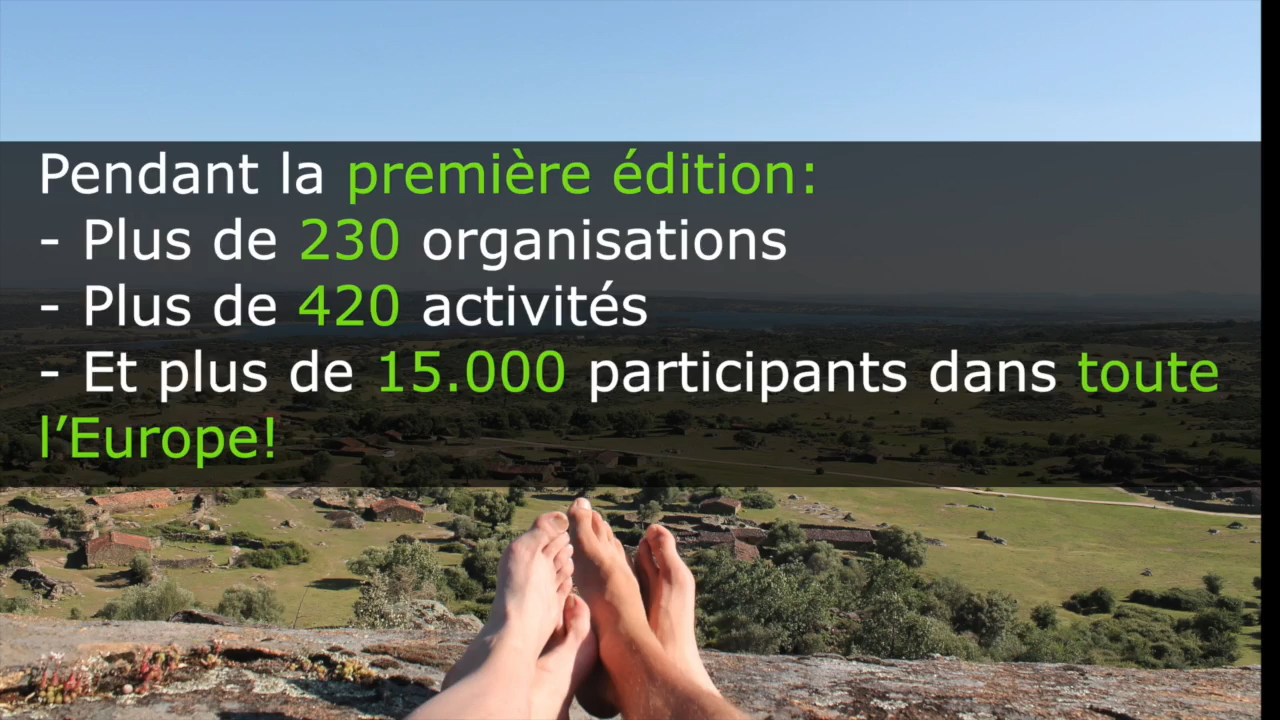 Pendant la première édition:
- Plus de 230 organisations
- Plus de 420 activités
- Et plus de 15.000 participants dans toute
l’Europe!